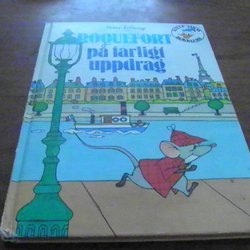 Walt Disney
ROQUEFORT
på farligt
uppdrag